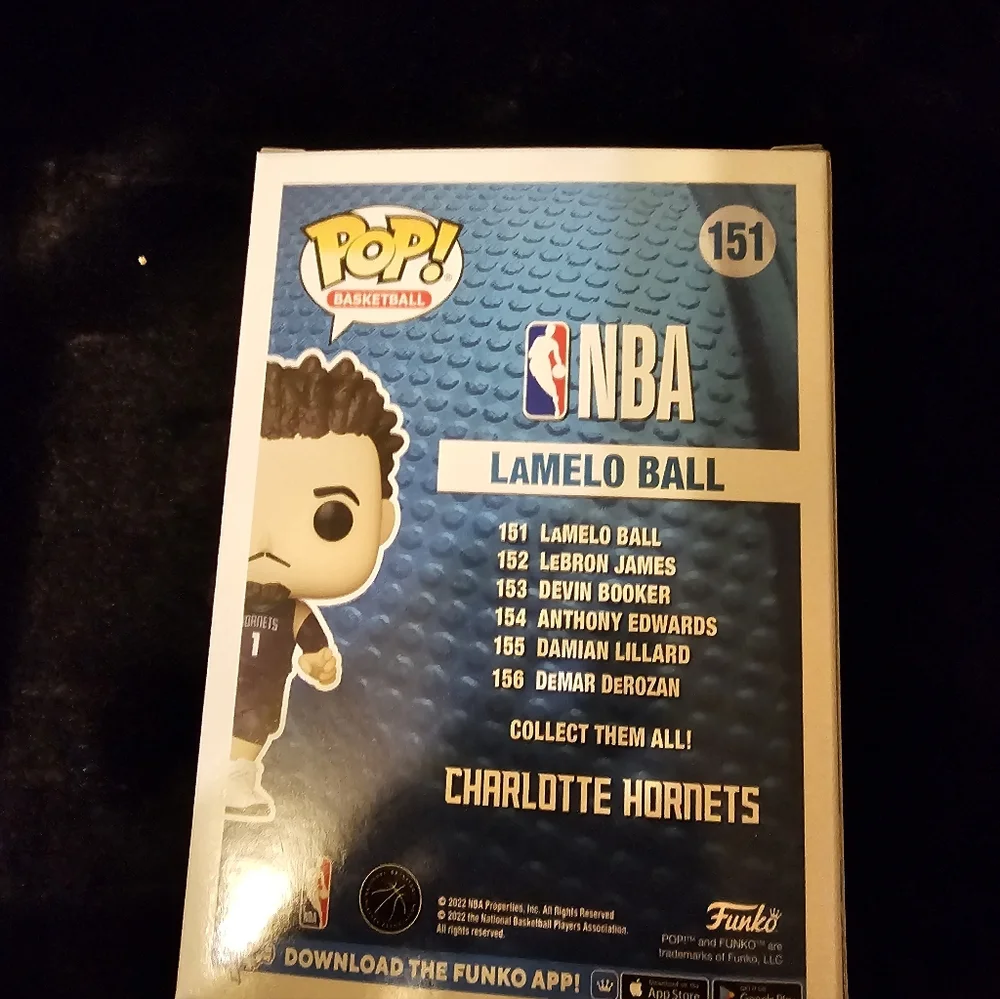 POP!
BASKETBALL
151
NBA
LAMELO BALL
151 LAMELO BALL
152 LEBRON JAMES
153 DEVIN BOOKER
154 ANTHONY EDWARDS
155 DAMIAN LILLARD
156 DEMAR DEROZAN
COLLECT THEM ALL!
CHARLOTTE HORNETS
1
© 2022 NBA Properties, Inc. All Rights Reserved
© 2022 the National Basketball Players Association.
All rights reserved.
Funko
POP!™ and FUNKO™ are
trademarks of Funko, LLC
DOWNLOAD THE FUNKO APP!
App Store